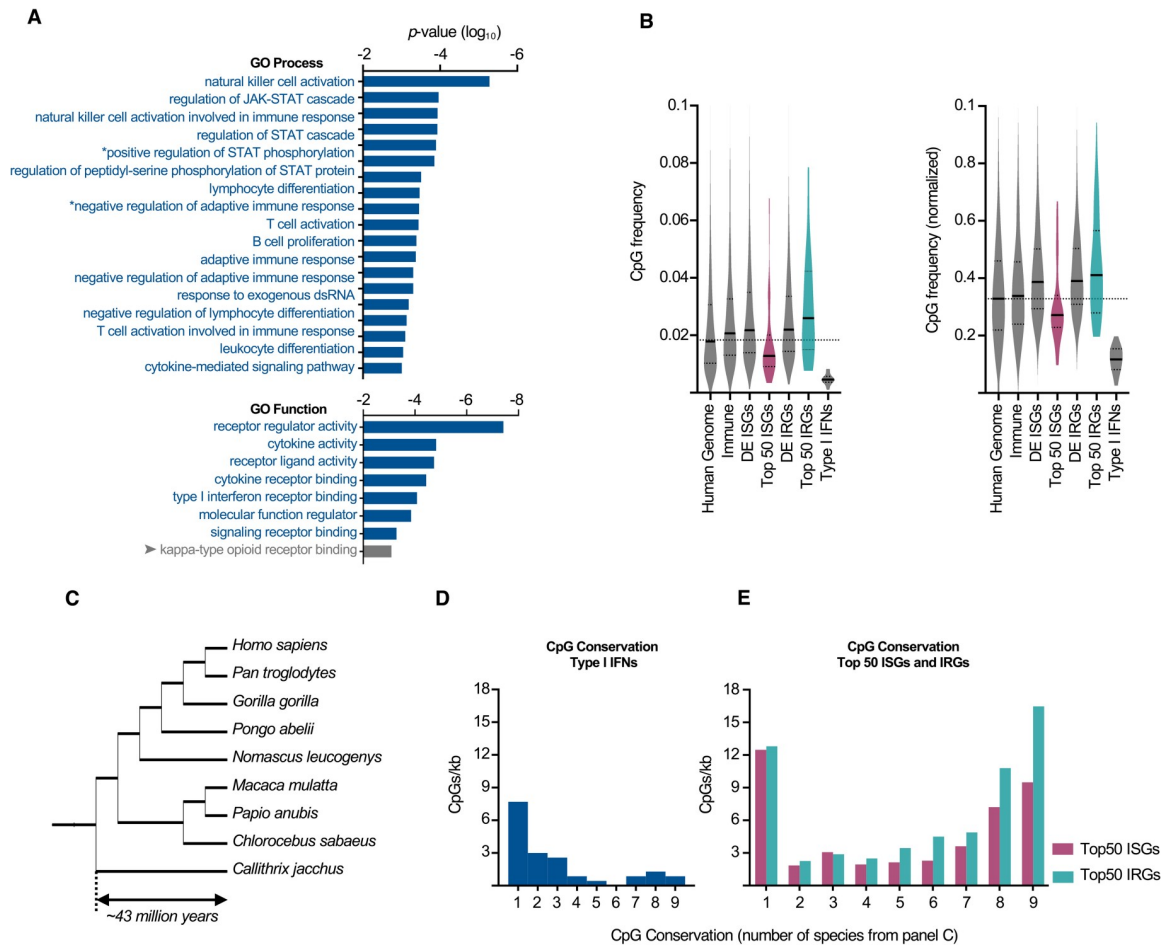 A
p-value (log₁₀)
-2 -4 -6
GO Process
natural killer cell activation
regulation of JAK-STAT cascade
natural killer cell activation involved in immune response
regulation of STAT cascade
*positive regulation of STAT phosphorylation
regulation of peptidyl-serine phosphorylation of STAT protein
lymphocyte differentiation
*negative regulation of adaptive immune response
T cell activation
B cell proliferation
adaptive immune response
negative regulation of adaptive immune response
response to exogenous dsRNA
negative regulation of lymphocyte differentiation
T cell activation involved in immune response
leukocyte differentiation
cytokine-mediated signaling pathway
-2 -4 -6 -8
GO Function
receptor regulator activity
cytokine activity
receptor ligand activity
cytokine receptor binding
type I interferon receptor binding
molecular function regulator
signaling receptor binding
➤ kappa-type opioid receptor binding
B
CpG frequency
0.1
0.08
0.06
0.04
0.02
Human Genome
Immune
DE ISGs
Top 50 ISGs
DE IRGs
Top 50 IRGs
Type I IFNs
CpG frequency (normalized)
0.1
0.8
0.6
0.4
0.2
Human Genome
Immune
DE ISGs
Top 50 ISGs
DE IRGs
Top 50 IRGs
Type I IFNs
C
Homo sapiens
Pan troglodytes
Gorilla gorilla
Pongo abelii
Nomascus leucogenys
Macaca mulatta
Papio anubis
Chlorocebus sabaeus
Callithrix jacchus
~43 million years
D
CpG Conservation
Type I IFNs
CpGs/kb
18
15
12
9
6
3
1 2 3 4 5 6 7 8 9
E
CpG Conservation
Top 50 ISGs and IRGs
CpGs/kb
18
15
12
9
6
3
1 2 3 4 5 6 7 8 9
Top50 ISGs
Top50 IRGs
CpG Conservation (number of species from panel C)